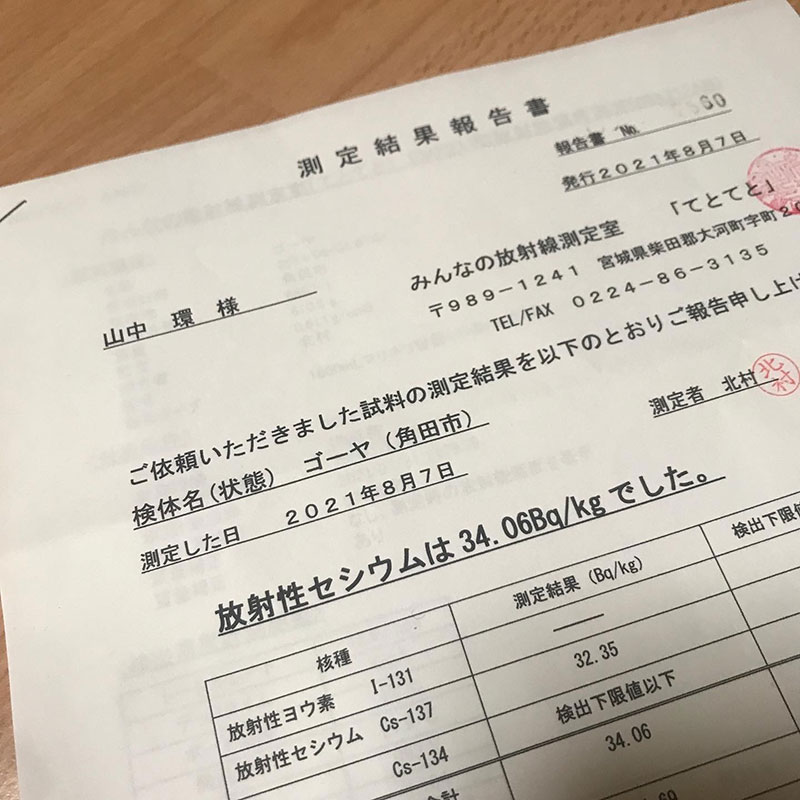 測定結果報告書
報告書 No. 60
発行２０２１年８月７日
みんなの放射線測定室 「てとてと」
〒９８９－１２４１ 宮城県柴田郡大河町字町２
TEL/FAX ０２２４－８６－３１３５
山中 環 様
ご依頼いただきました試料の測定結果を以下のとおりご報告申し上げ
測定者 北村
北村
検体名(状態) ゴーヤ（角田市）
測定した日 ２０２１年８月７日
放射性セシウムは34.06Bq/kgでした。
核種 測定結果（Bq/kg） 検出下限値
放射性ヨウ素 I-131 ――
放射性セシウム Cs-137 32.35
Cs-134 検出下限値以下
合計 34.06